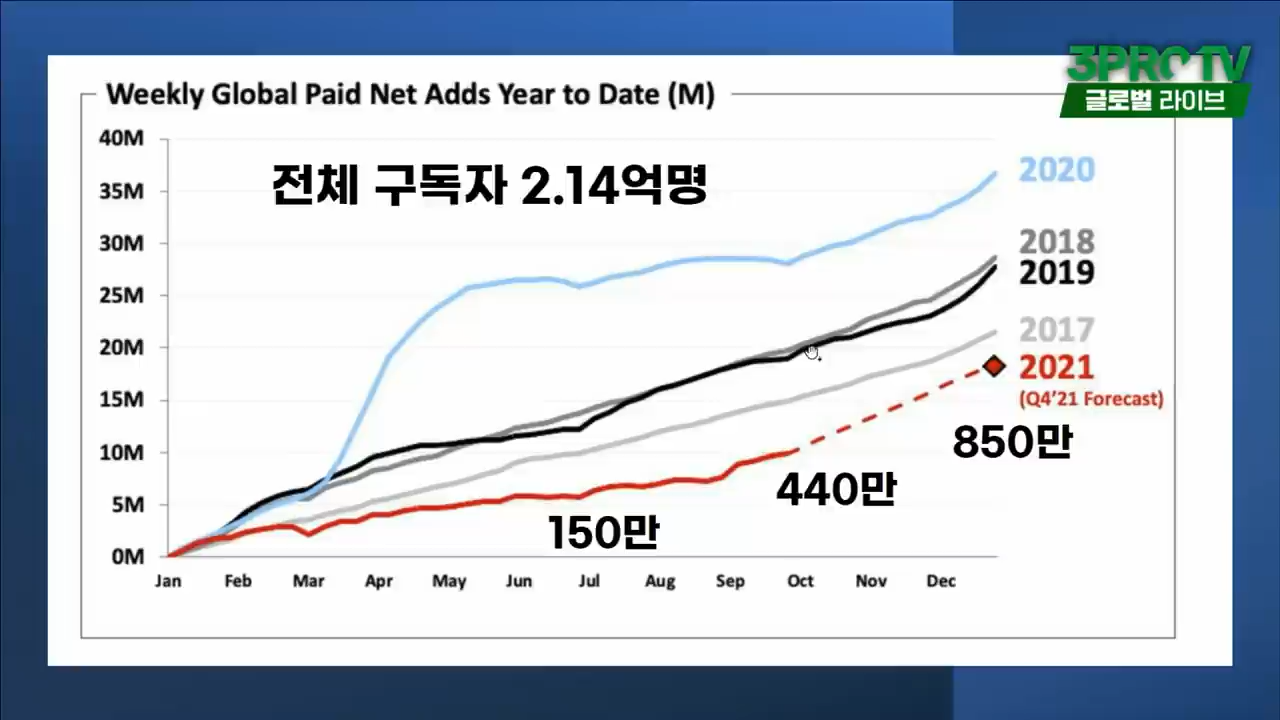 3PRO TV
글로벌 라이브
Weekly Global Paid Net Adds Year to Date (M)
전체 구독자 2.14억명
40M
35M
30M
25M
20M
15M
10M
5M
0M
2020
2018
2019
2017
2021
(Q4'21 Forecast)
850만
440만
150만
Jan Feb Mar Apr May Jun Jul Aug Sep Oct Nov Dec